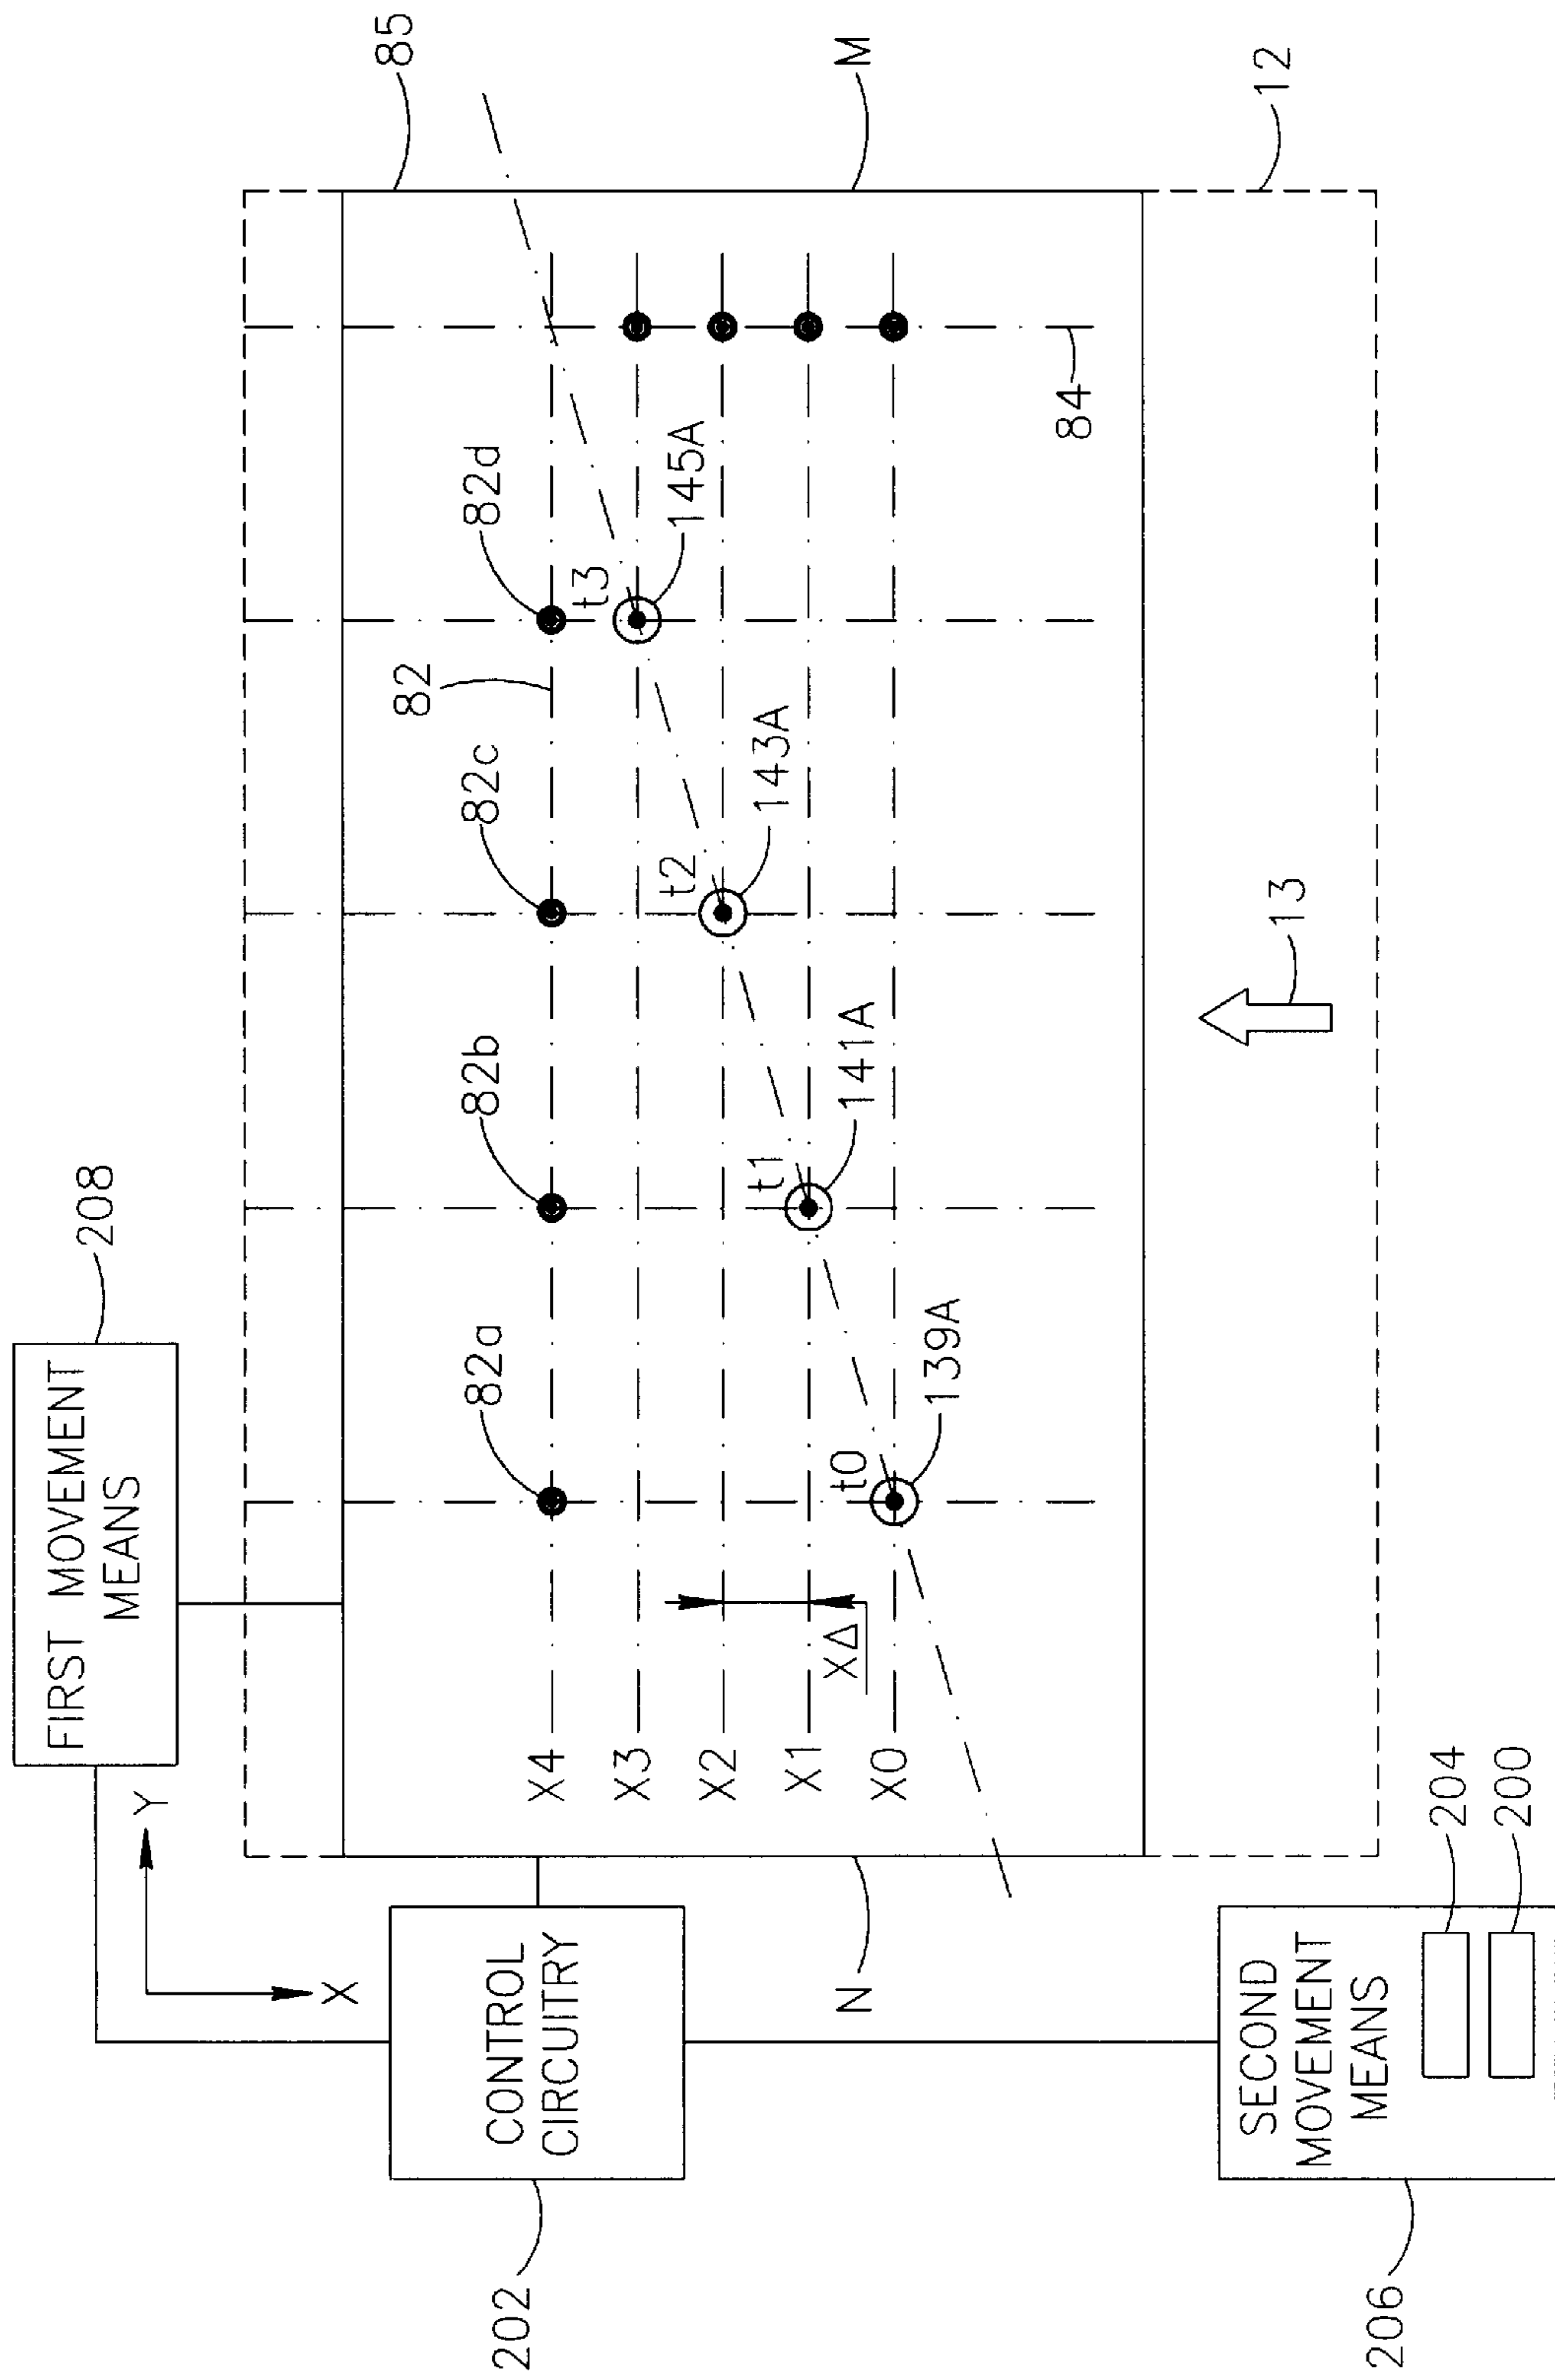 FIRST MOVEMENT
MEANS
208
85
M
12
Y
X
82a
82b
82c
82
82d
X4
X3
X2
X1
X0
XΔ
t0
t1
t2
t3
139A
141A
143A
145A
84
13
N
CONTROL
CIRCUITRY
202
SECOND
MOVEMENT
MEANS
204
200
206